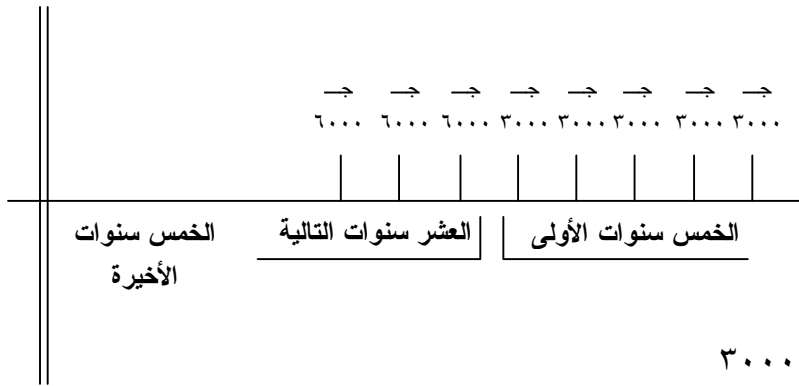 جـ جـ جـ جـ جـ جـ جـ جـ
٣٠٠٠ ٣٠٠٠ ٣٠٠٠ ٣٠٠٠ ٣٠٠٠ ٦٠٠٠ ٦٠٠٠ ٦٠٠٠
الخمس سنوات الأولى العشر سنوات التالية الخمس سنوات
الأخيرة
٣٠٠٠